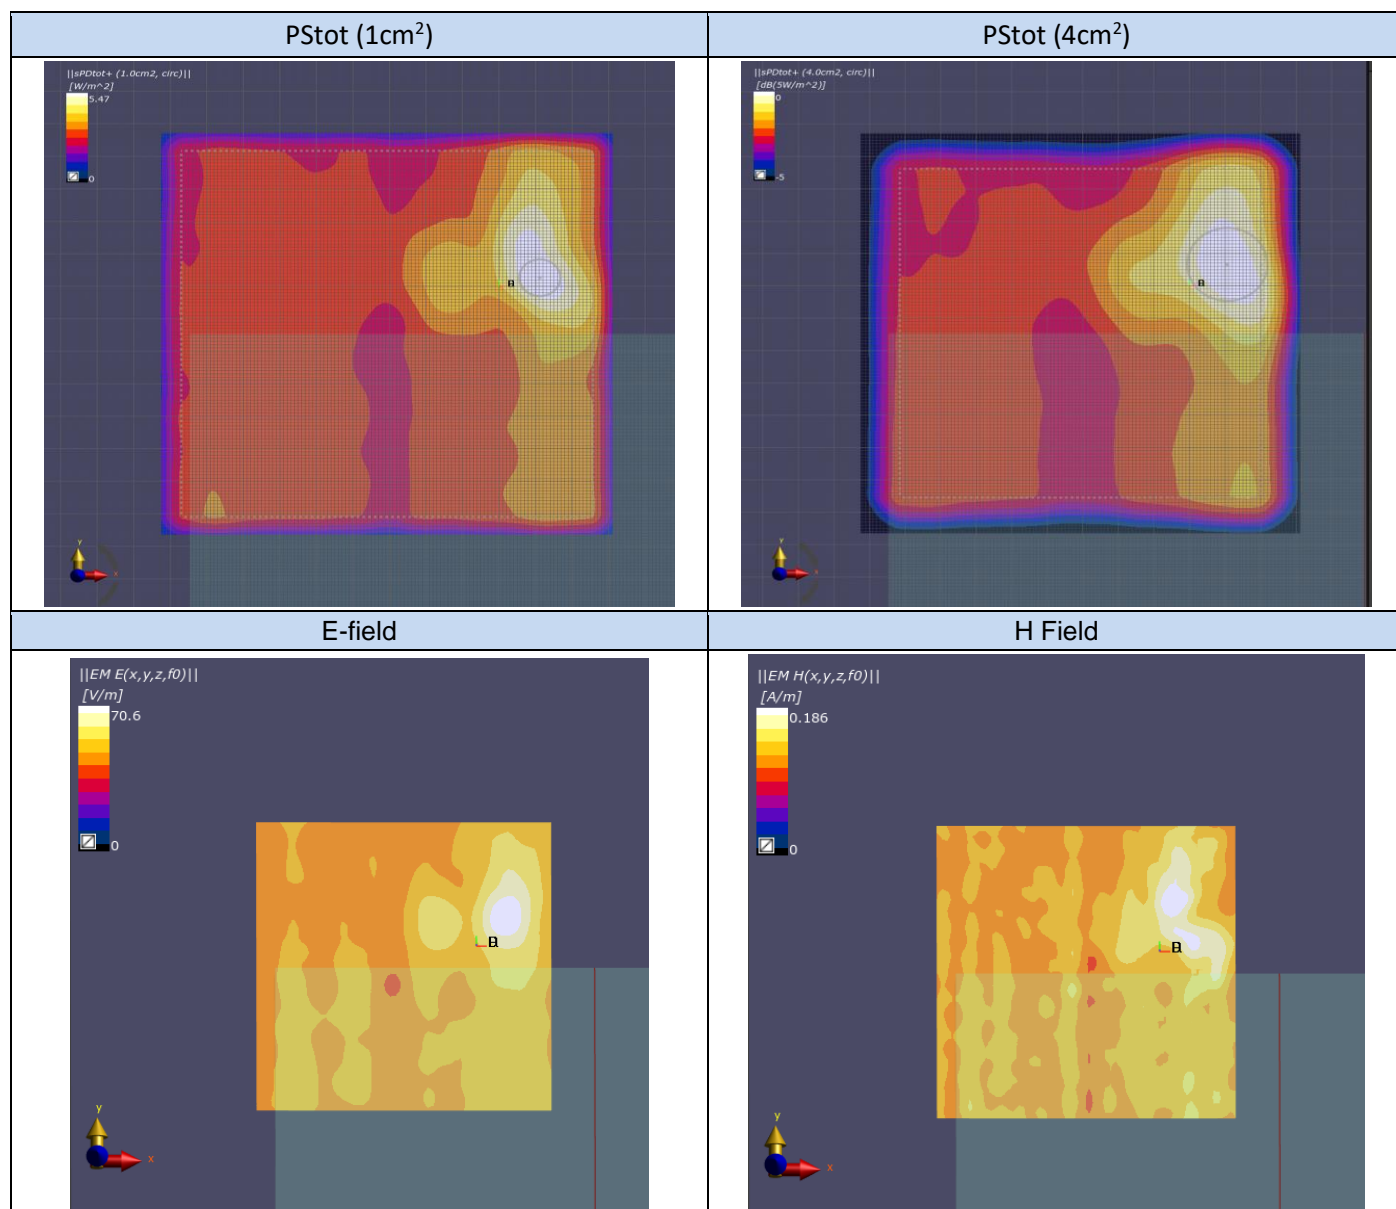 PStot (1cm²)
PStot (4cm²)
||sPDtot+ (1.0cm2, circ)||
[W/m^2]
5.47
0
y
x
||sPDtot+ (4.0cm2, circ)||
[dB(5W/m^2)]
0
-5
y
x
E-field
H Field
||EM E(x,y,z,f0)||
[V/m]
70.6
0
y
x
||EM H(x,y,z,f0)||
[A/m]
0.186
0
y
x